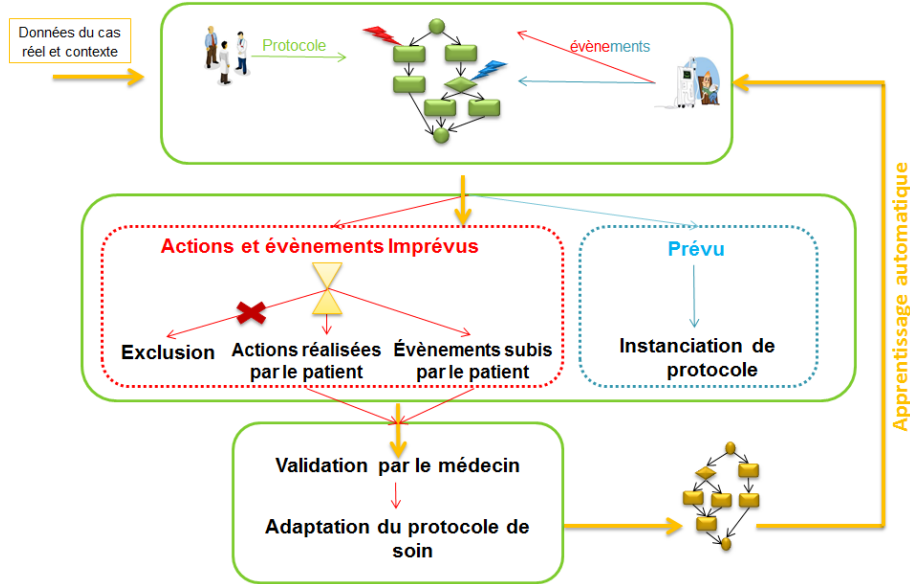 Données du cas
réel et contexte
Protocole
évènements
Actions et évènements Imprévus
Prévu
Exclusion
Actions réalisées
par le patient
Évènements subis
par le patient
Instanciation de
protocole
Validation par le médecin
Adaptation du protocole de
soin
Apprentissage automatique